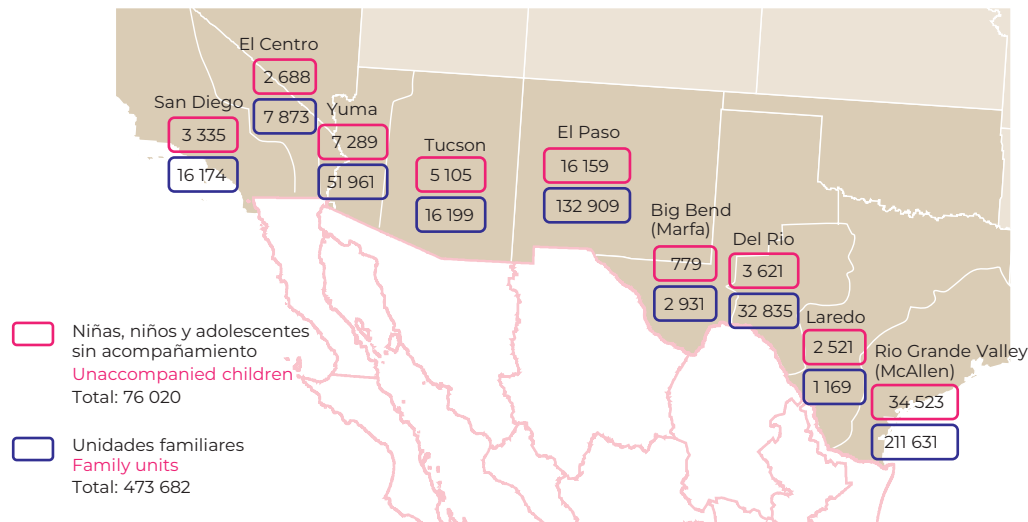 El Centro
2 688
7 873
San Diego
3 335
16 174
Yuma
7 289
51 961
Tucson
5 105
16 199
El Paso
16 159
132 909
Big Bend
(Marfa)
779
2 931
Del Rio
3 621
32 835
Laredo
2 521
1 169
Rio Grande Valley
(McAllen)
34 523
211 631
Niñas, niños y adolescentes
sin acompañamiento
Unaccompanied children
Total: 76 020
Unidades familiares
Family units
Total: 473 682